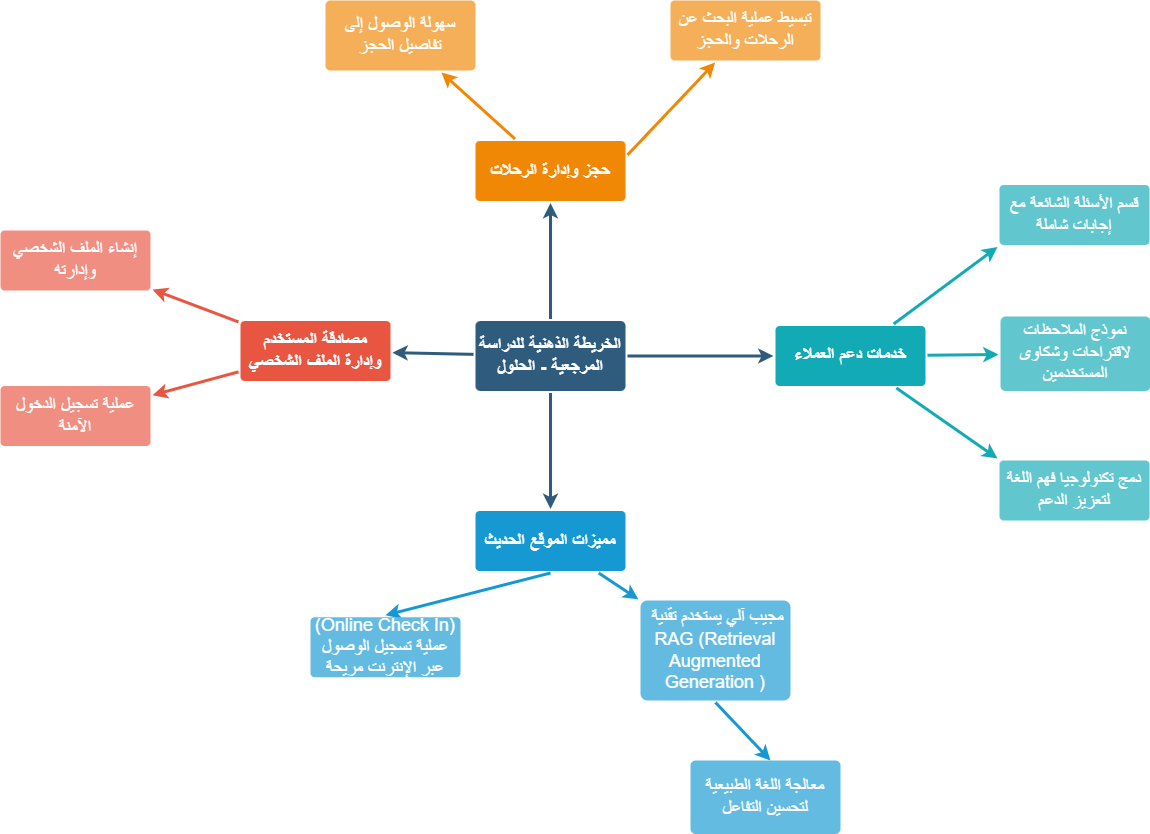 سهولة الوصول إلى
تفاصيل الحجز
تبسيط عملية البحث عن
الرحلات والحجز
حجز وإدارة الرحلات
قسم الأسئلة الشائعة مع
إجابات شاملة
إنشاء الملف الشخصي
وإدارته
نموذج الملاحظات
لاقتراحات وشكاوى
المستخدمين
مصادقة المستخدم
وإدارة الملف الشخصي
الخريطة الذهنية للدراسة
المرجعية - الحلول
خدمات دعم العملاء
عملية تسجيل الدخول
الآمنة
دمج تكنولوجيا فهم اللغة
لتعزيز الدعم
مميزات الموقع الحديث
(Online Check In)
عملية تسجيل الوصول
عبر الإنترنت مريحة
مجيب آلي يستخدم تقنية
RAG (Retrieval
Augmented
Generation )
معالجة اللغة الطبيعية
لتحسين التفاعل